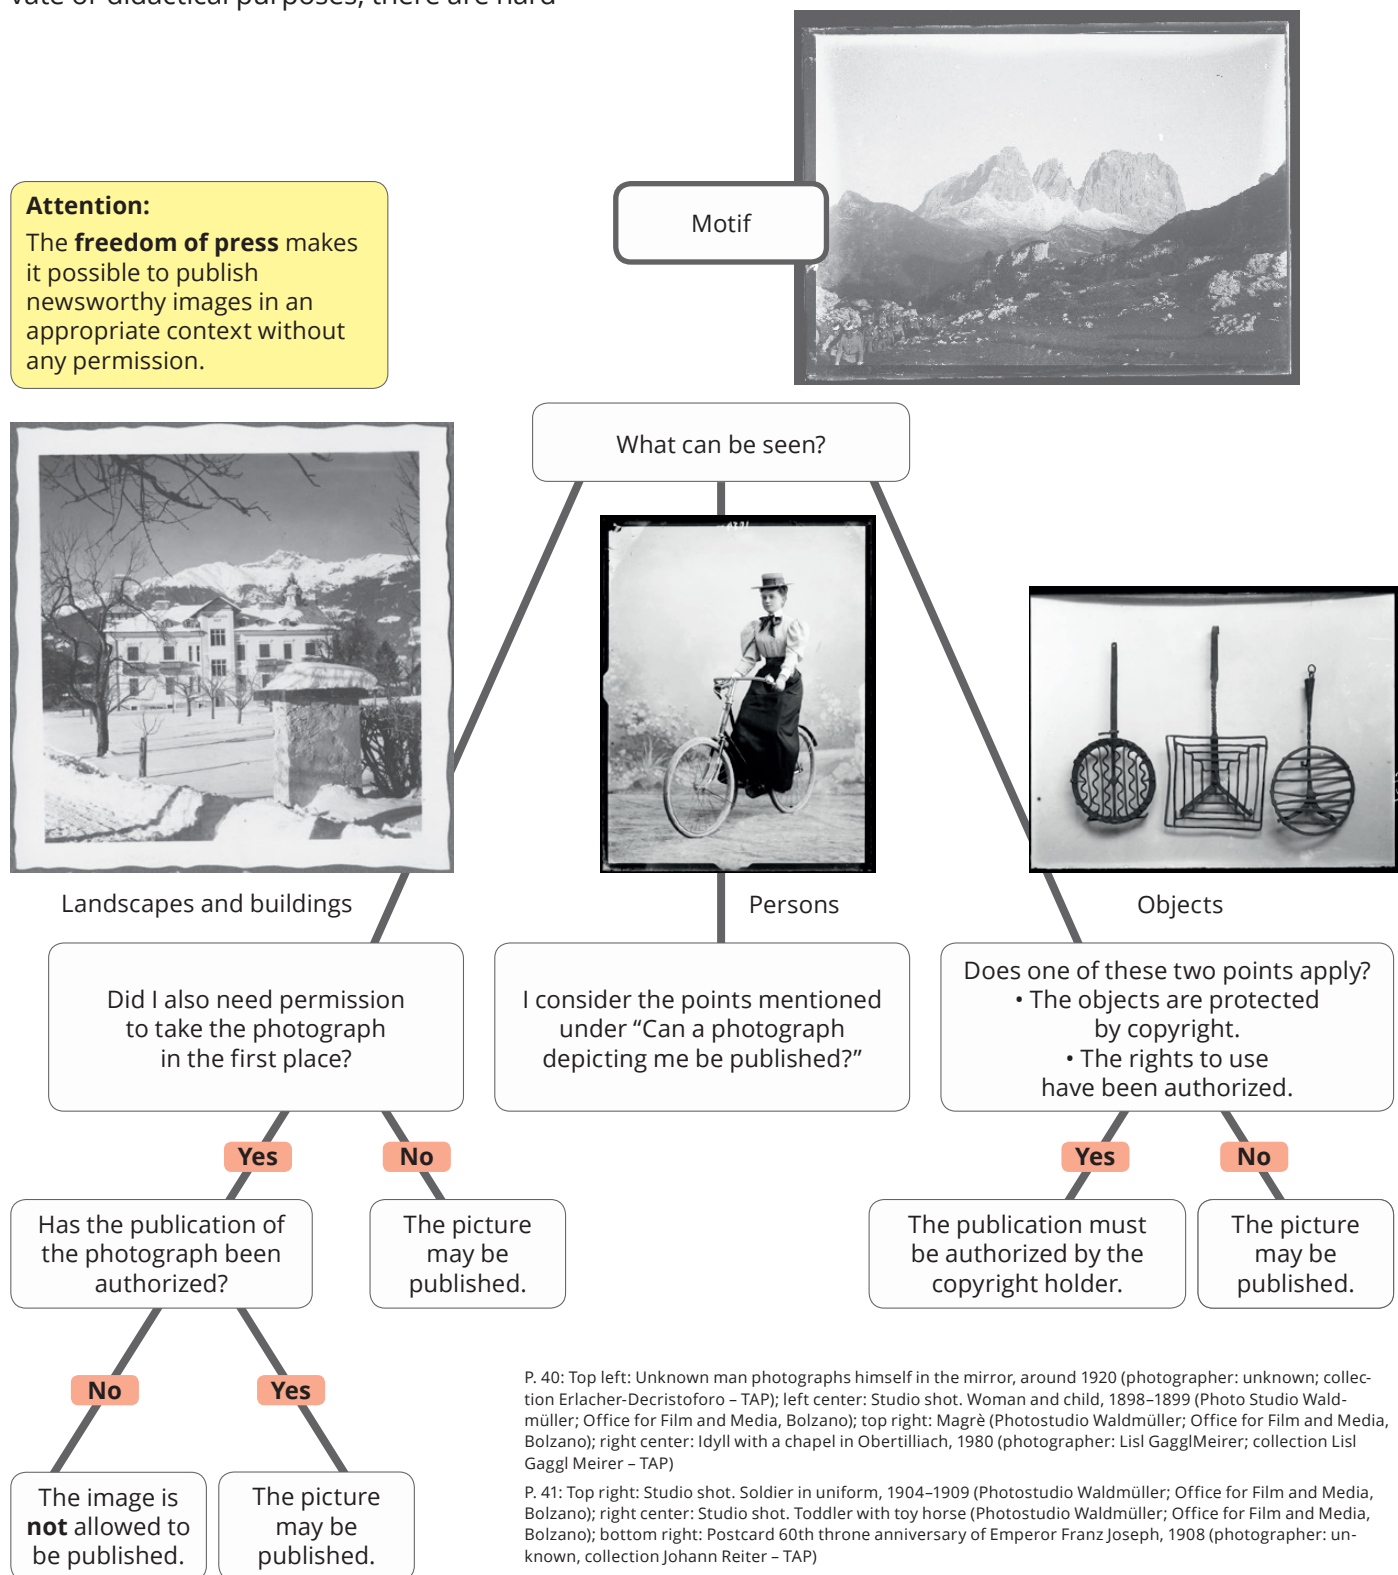 vate or didactical purposes, there are hard
Attention:
The freedom of press makes
it possible to publish
newsworthy images in an
appropriate context without
any permission.
Motif
What can be seen?
Landscapes and buildings
Persons
Objects
Did I also need permission
to take the photograph
in the first place?
I consider the points mentioned
under “Can a photograph
depicting me be published?”
Does one of these two points apply?
• The objects are protected
by copyright.
• The rights to use
have been authorized.
Yes
No
Yes
No
Has the publication of
the photograph been
authorized?
The picture
may be
published.
The publication must
be authorized by the
copyright holder.
The picture
may be
published.
No
Yes
The image is
not allowed to
be published.
The picture
may be
published.
P. 40: Top left: Unknown man photographs himself in the mirror, around 1920 (photographer: unknown; collec-
tion Erlacher-Decristoforo – TAP); left center: Studio shot. Woman and child, 1898–1899 (Photo Studio Wald-
müller; Office for Film and Media, Bolzano); top right: Magrè (Photostudio Waldmüller; Office for Film and Media,
Bolzano); right center: Idyll with a chapel in Obertilliach, 1980 (photographer: Lisl GagglMeirer; collection Lisl
Gaggl Meirer – TAP)
P. 41: Top right: Studio shot. Soldier in uniform, 1904–1909 (Photostudio Waldmüller; Office for Film and Media,
Bolzano); right center: Studio shot. Toddler with toy horse (Photostudio Waldmüller; Office for Film and Media,
Bolzano); bottom right: Postcard 60th throne anniversary of Emperor Franz Joseph, 1908 (photographer: un-
known, collection Johann Reiter – TAP)